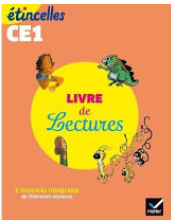 étincelles
CE1
LIVRE
de
Lectures
5 histoires intégrales
de littérature jeunesse
Hatier